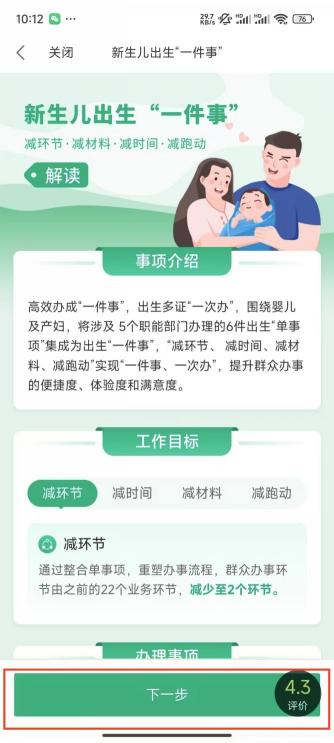 10:12 ··· 29.7 KB/s 76
关闭 新生儿出生“一件事”
新生儿出生“一件事”
减环节·减材料·减时间·减跑动
解读
事项介绍
高效办成“一件事”，出生多证“一次办”，围绕婴儿
及产妇，将涉及 5个职能部门办理的6件出生“单事
项”集成为出生“一件事”，“减环节、 减时间、减材
料、减跑动”实现“一件事、一次办”，提升群众办事
的便捷度、体验度和满意度。
工作目标
减环节 减时间 减材料 减跑动
减环节
通过整合单事项，重塑办事流程，群众办事环
节由之前的22个业务环节，减少至2个环节。
办理事项
下一步
4.3
评价